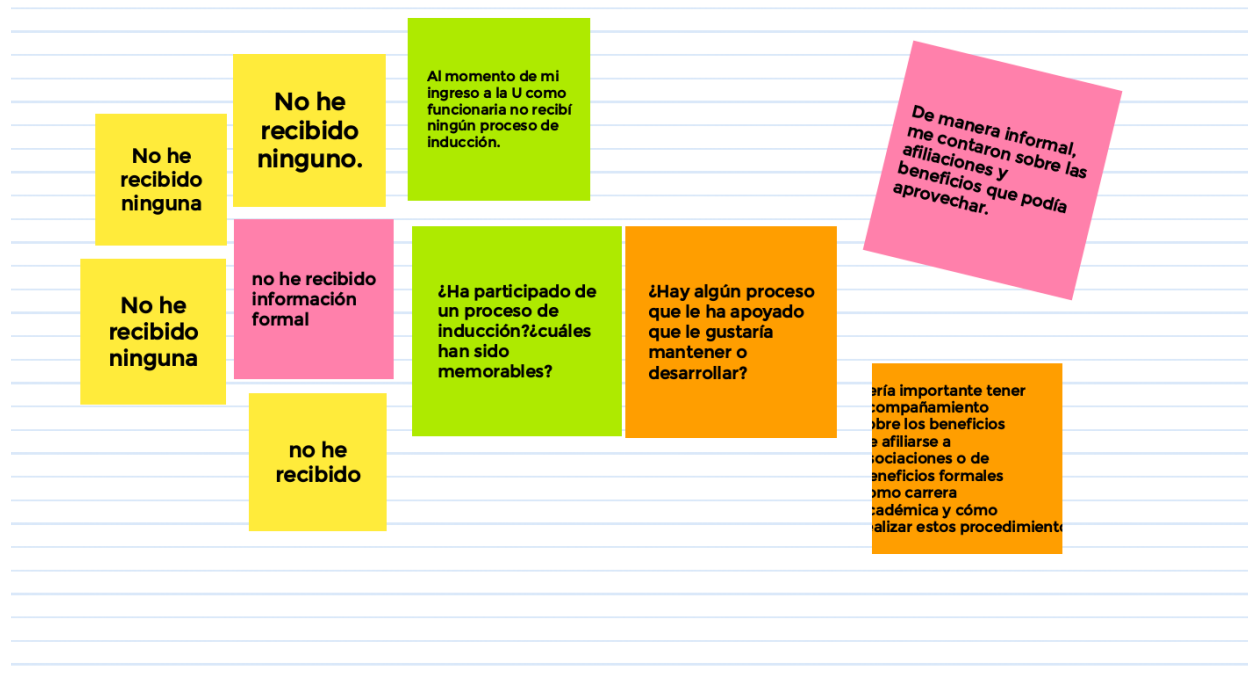 No he
recibido
ninguna
No he
recibido
ninguno.
Al momento de mi
ingreso a la U como
funcionaria no recibí
ningún proceso de
inducción.
De manera informal,
me contaron sobre las
afiliaciones y
beneficios que podía
aprovechar.
No he
recibido
ninguna
no he recibido
información
formal
¿Ha participado de
un proceso de
inducción?¿cuáles
han sido
memorables?
¿Hay algún proceso
que le ha apoyado
que le gustaría
mantener o
desarrollar?
no he
recibido
ería importante tener
compañamiento
obre los beneficios
e afiliarse a
sociaciones o de
eneficios formales
omo carrera
cadémica y cómo
ealizar estos procedimiento